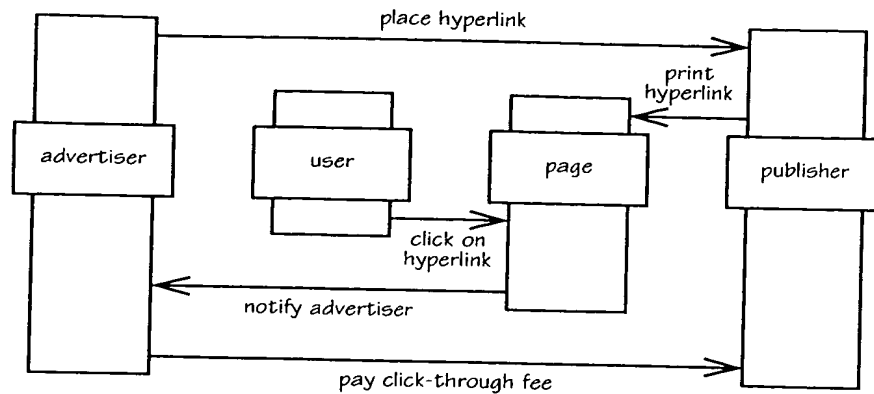 place hyperlink
print
hyperlink
advertiser
user
page
publisher
click on
hyperlink
notify advertiser
pay click-through fee